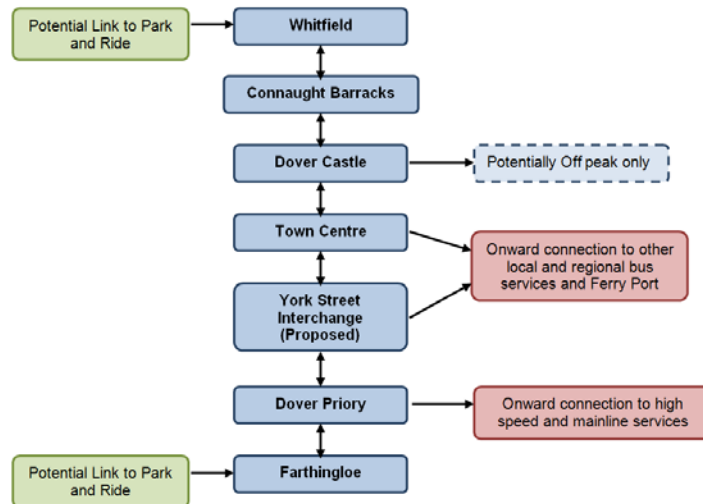 Potential Link to Park
and Ride
Whitfield
Connaught Barracks
Dover Castle
Potentially Off peak only
Town Centre
Onward connection to other
local and regional bus
services and Ferry Port
York Street
Interchange
(Proposed)
Dover Priory
Onward connection to high
speed and mainline services
Potential Link to Park
and Ride
Farthingloe